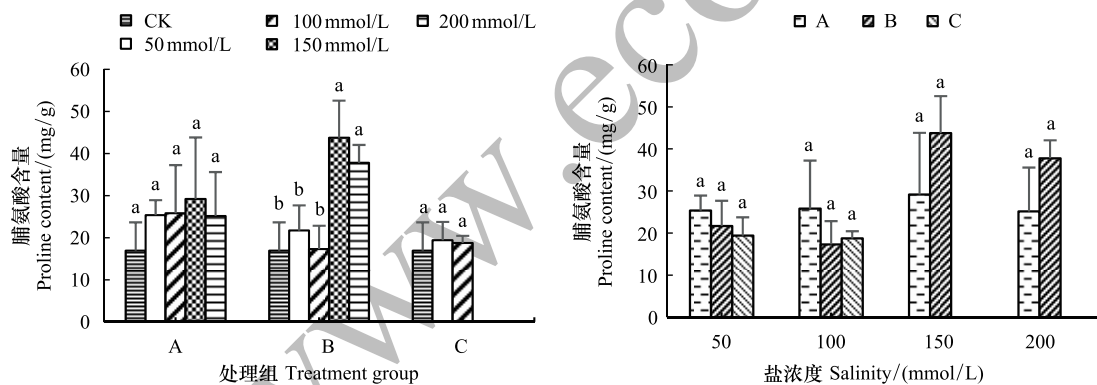 CK 100 mmol/L 200 mmol/L
50 mmol/L 150 mmol/L
脯氨酸含量
Proline content/(mg/g)
60
50
40
30
20
10
0
a a a a a
b b b a a
a a a
A B C
处理组 Treatment group
A B C
脯氨酸含量
Proline content/(mg/g)
60
50
40
30
20
10
0
a a a
a a a
a a
a a
50 100 150 200
盐浓度 Salinity/(mmol/L)
www.eco